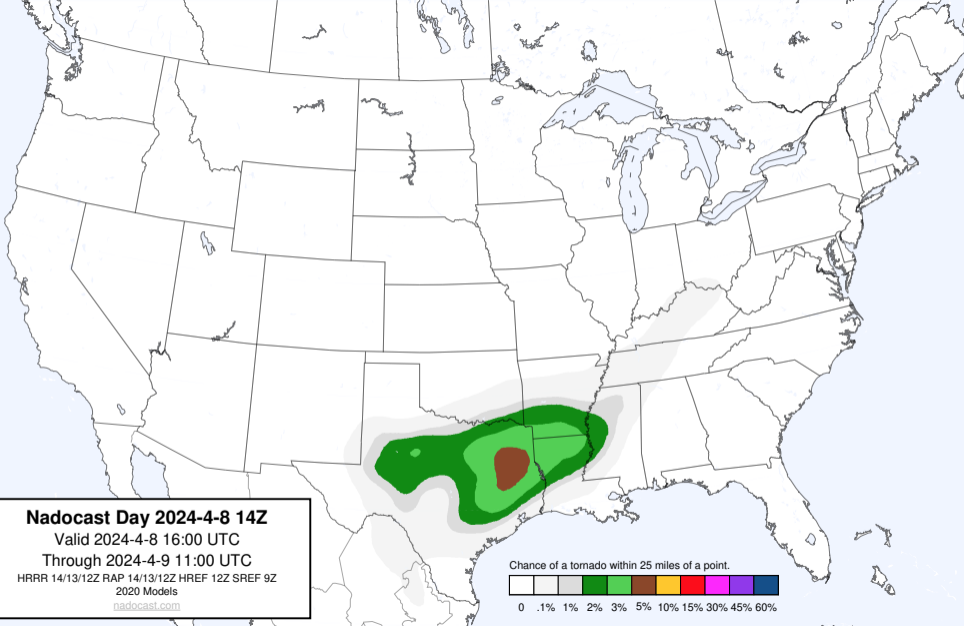 Nadocast Day 2024-4-8 14Z
Valid 2024-4-8 16:00 UTC
Through 2024-4-9 11:00 UTC
HRRR 14/13/12Z RAP 14/13/12Z HREF 12Z SREF 9Z
2020 Models
nadocast.com
Chance of a tornado within 25 miles of a point.
0 .1% 1% 2% 3% 5% 10% 15% 30% 45% 60%